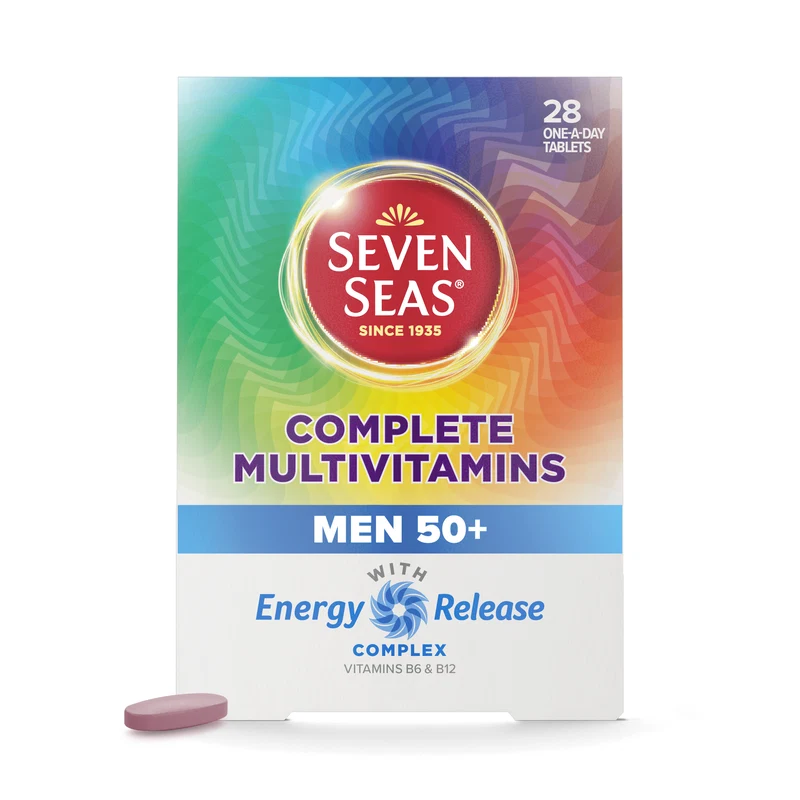 28
ONE-A-DAY
TABLETS
SEVEN
SEAS®
SINCE 1935
COMPLETE
MULTIVITAMINS
MEN 50+
WITH
Energy Release
COMPLEX
VITAMINS B6 & B12